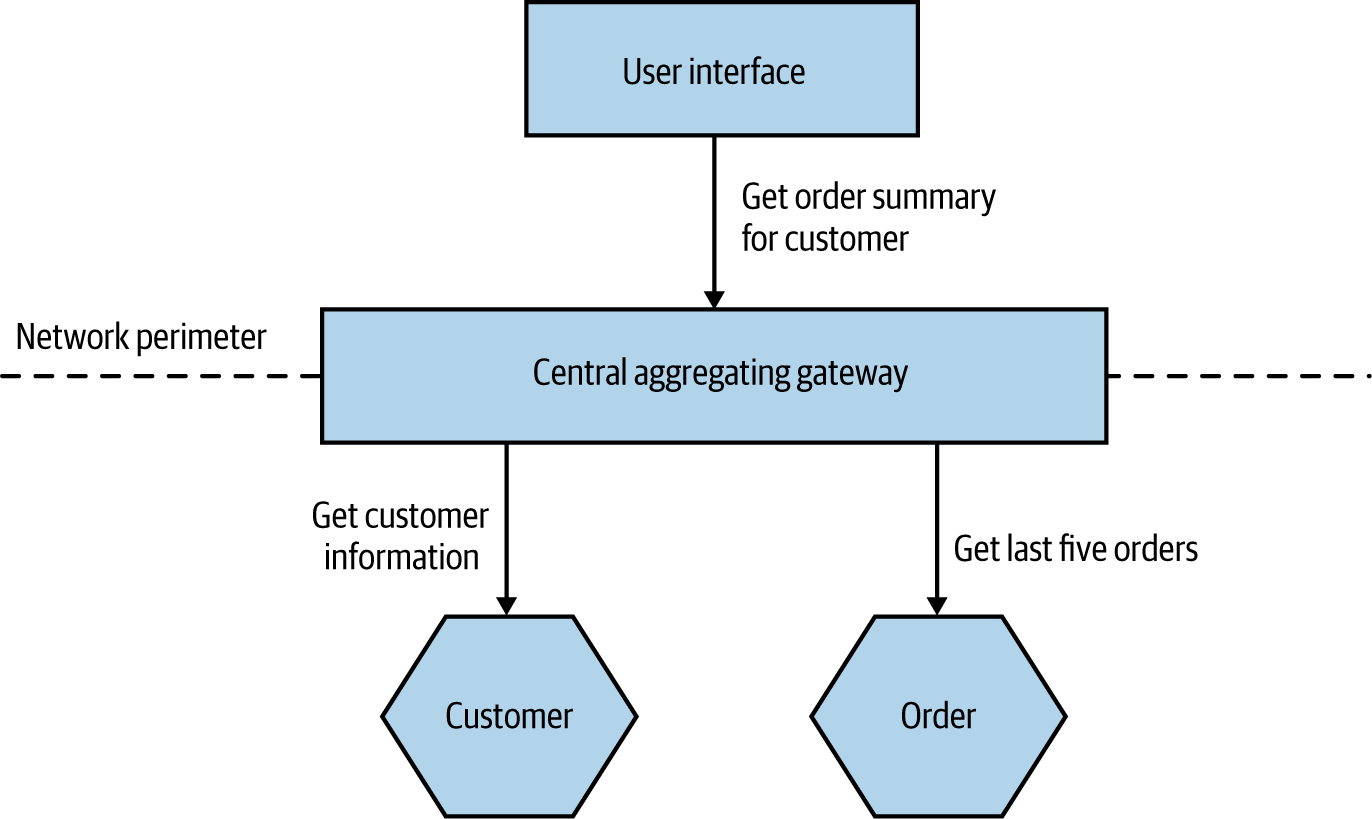 User interface
Get order summary
for customer
Network perimeter
Central aggregating gateway
Get customer
information
Get last five orders
Customer
Order